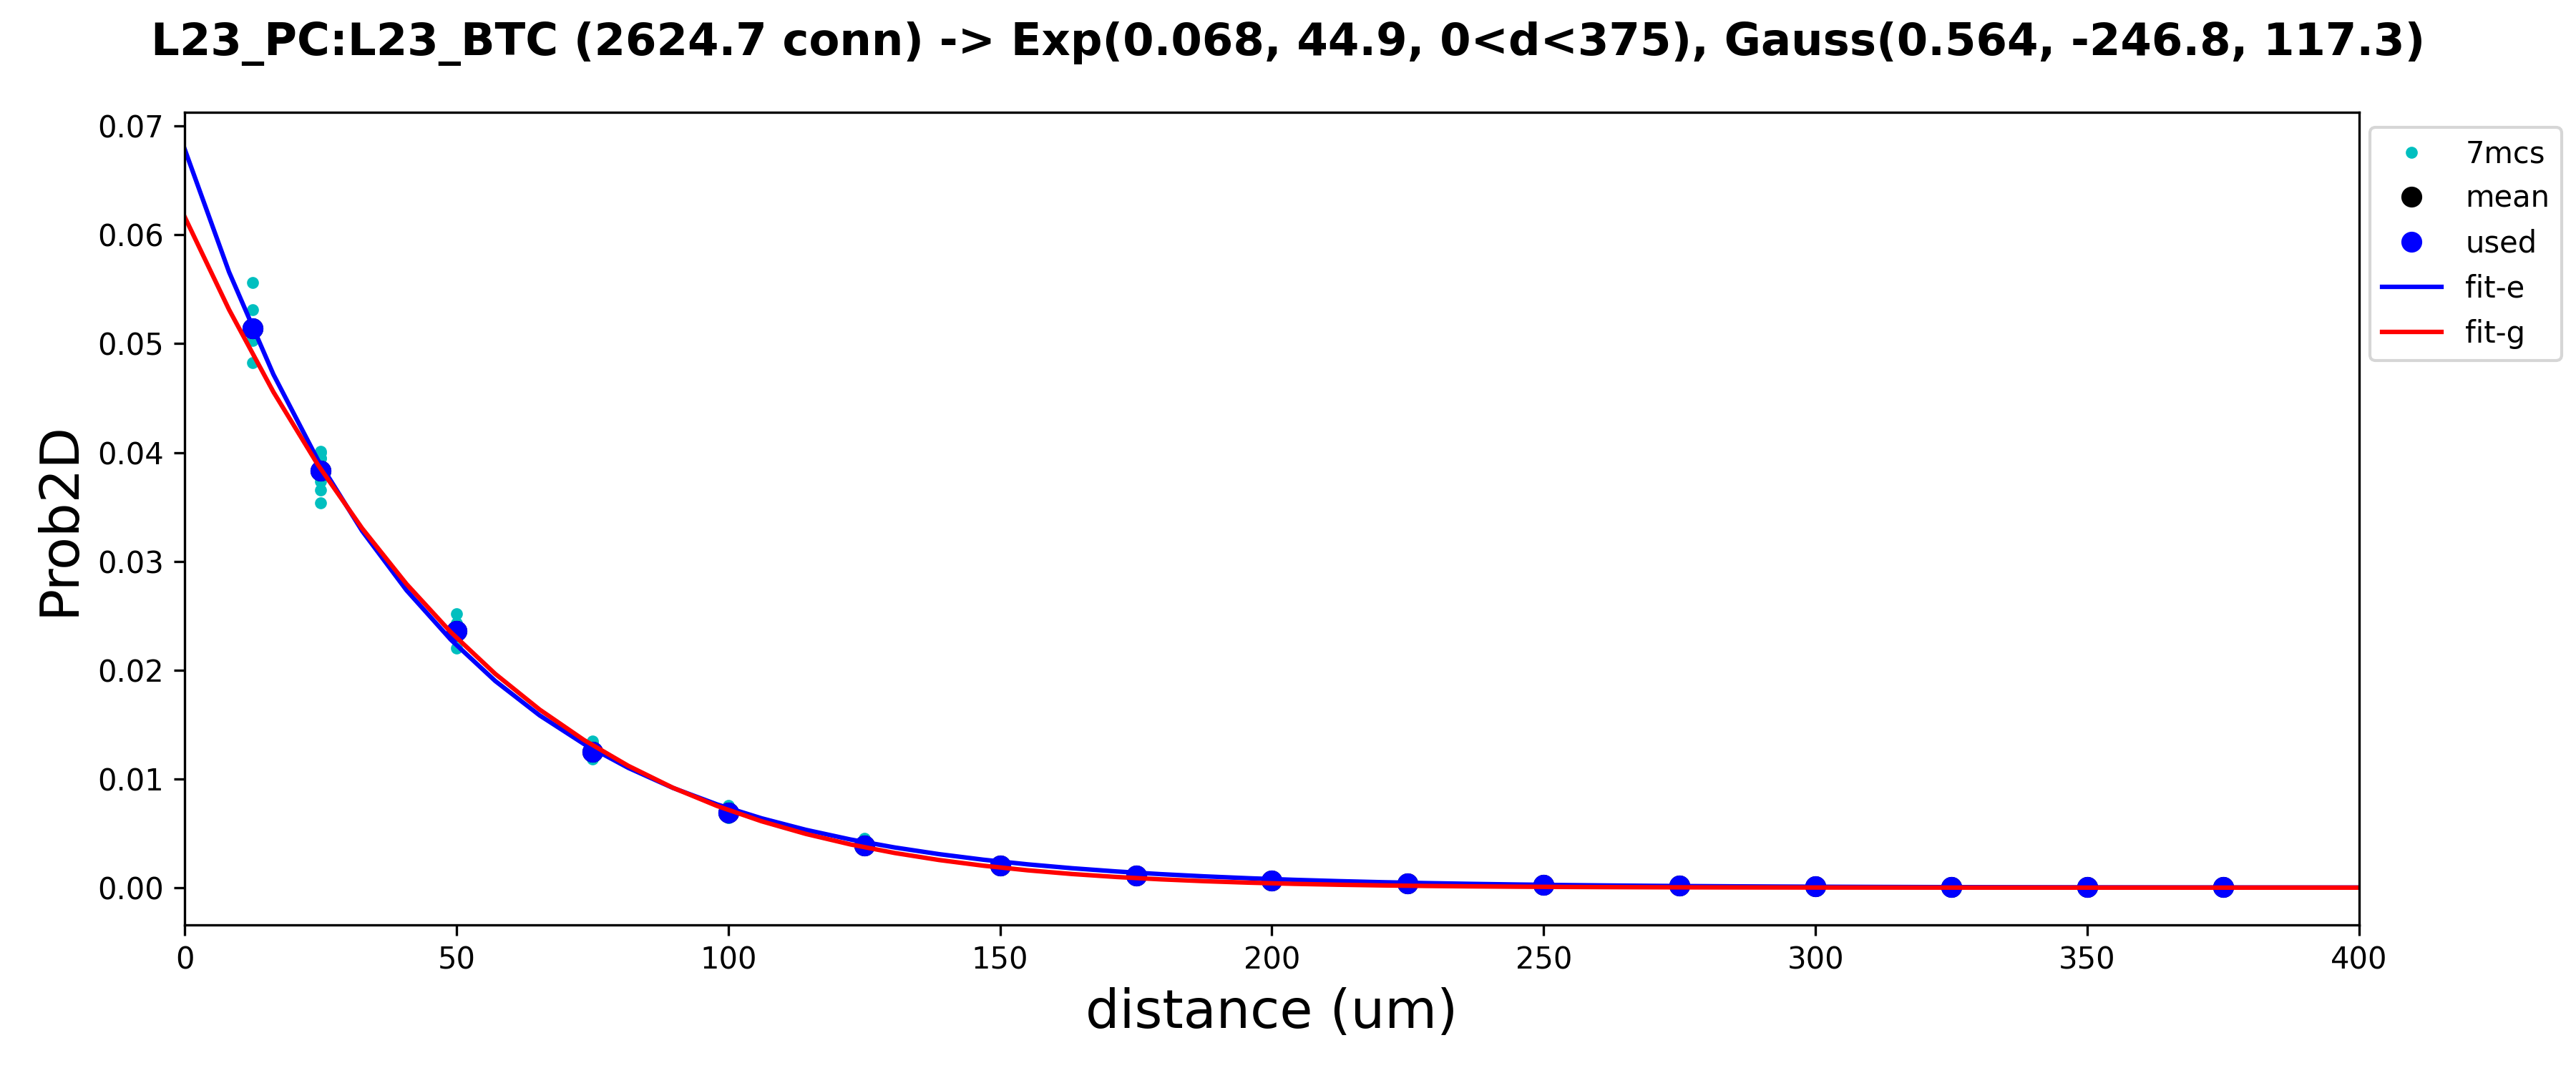 L23_PC:L23_BTC (2624.7 conn) -> Exp(0.068, 44.9, 0<d<375), Gauss(0.564, -246.8, 117.3)
0.07
0.06
0.05
0.04
0.03
0.02
0.01
0.00
Prob2D
0 50 100 150 200 250 300 350 400
distance (um)
7mcs
mean
used
fit-e
fit-g